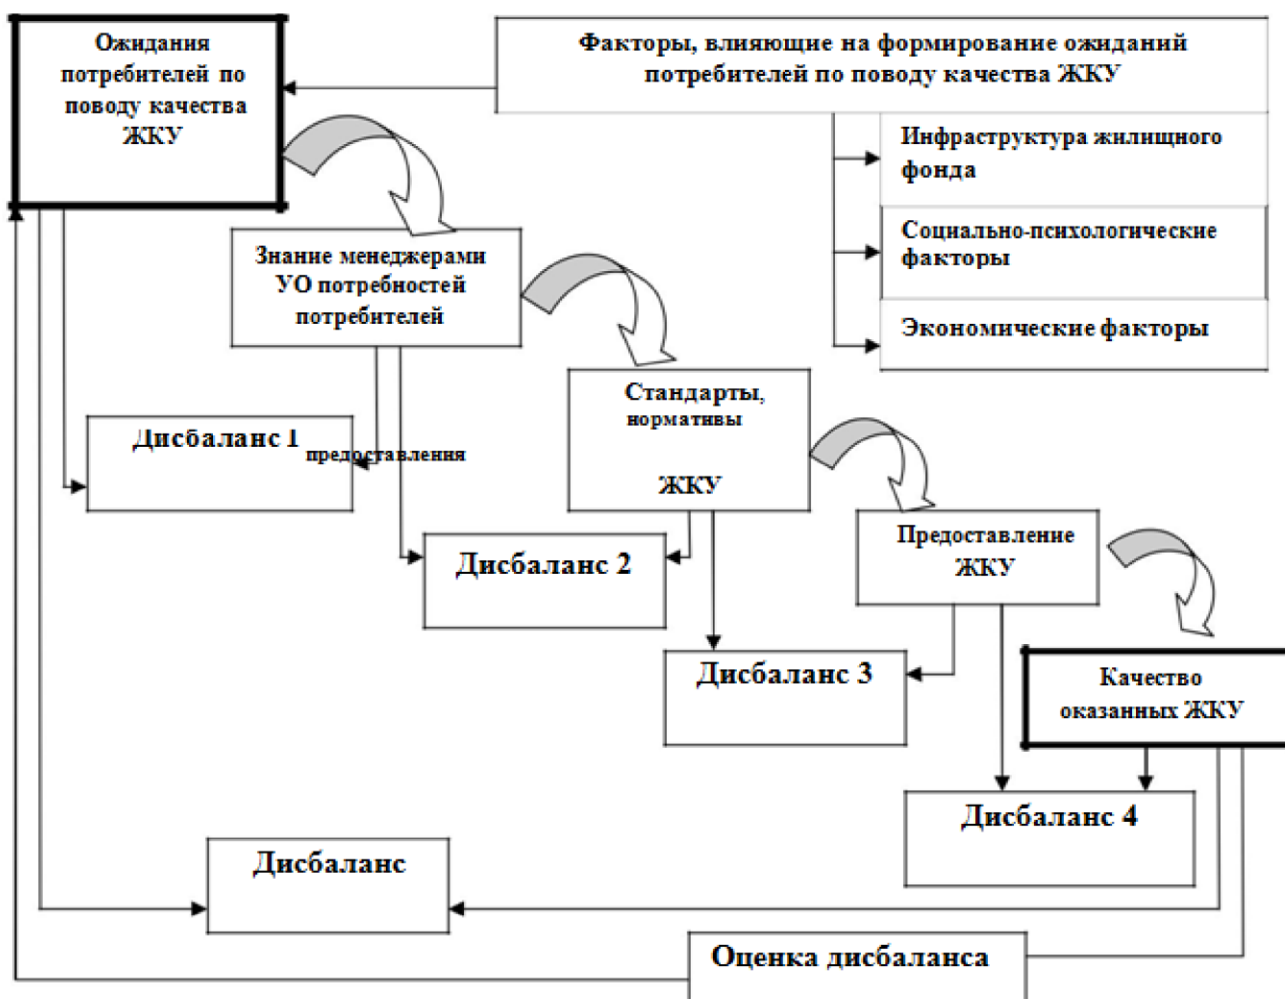 Ожидания
потребителей по
поводу качества
ЖКУ
Факторы, влияющие на формирование ожиданий
потребителей по поводу качества ЖКУ
Инфраструктура жилищного
фонда
Социально-психологические
факторы
Экономические факторы
Знание менеджерами
УО потребностей
потребителей
Стандарты,
нормативы
ЖКУ
Дисбаланс 1
предоставления
Предоставление
ЖКУ
Дисбаланс 2
Дисбаланс 3
Качество
оказанных ЖКУ
Дисбаланс 4
Дисбаланс
Оценка дисбаланса